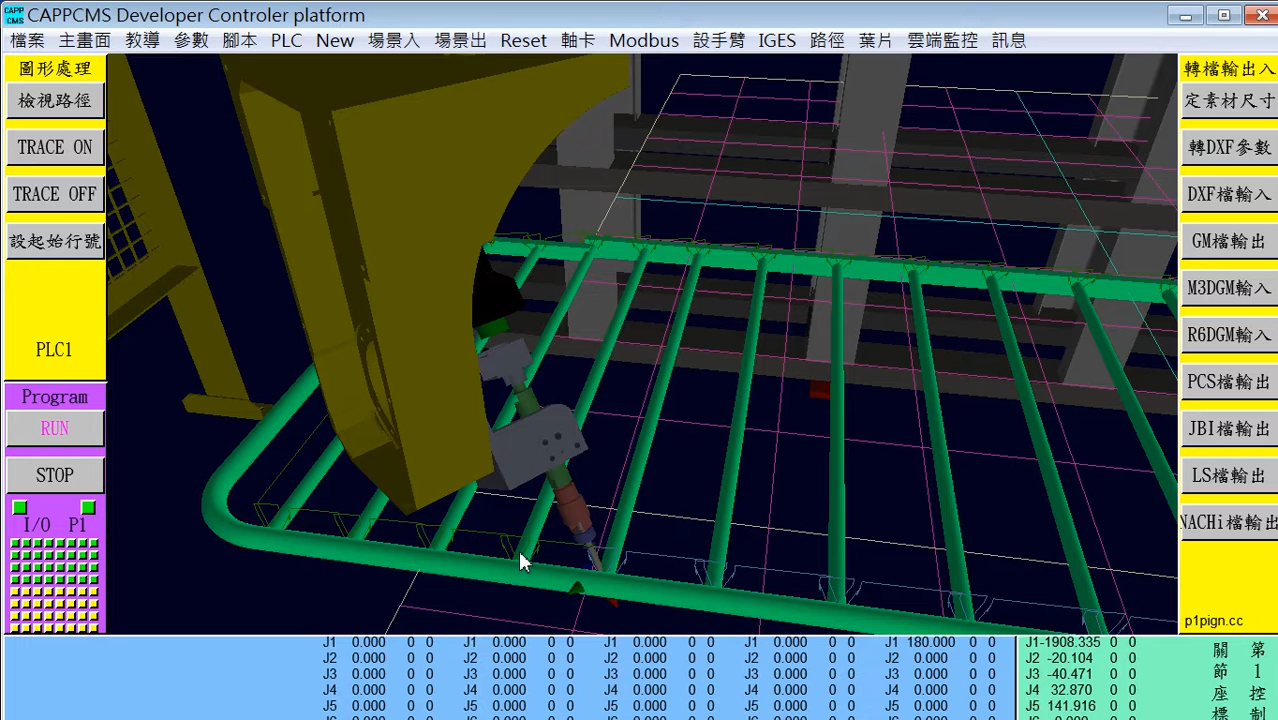 CAPP CMS CAPPCMS Developer Controler platform
檔案 主畫面 教導 參數 腳本 PLC New 場景入 場景出 Reset 軸卡 Modbus 設手臂 IGES 路徑 葉片 雲端監控 訊息
圖形處理
檢視路徑
TRACE ON
TRACE OFF
設起始行號
PLC1
Program
RUN
STOP
I/O P1
轉檔輸出入
定素材尺寸
轉DXF參數
DXF檔輸入
GM檔輸出
M3DGM輸入
R6DGM輸入
PCS檔輸出
JBI檔輸出
LS檔輸出
NACHi檔輸出
p1pign.cc
J1 0.000 0 0 J1 0.000 0 0 J1 0.000 0 0 J1 0.000 0 0 J1 180.000 0 0 J1-1908.335 0 0
J2 0.000 0 0 J2 0.000 0 0 J2 0.000 0 0 J2 0.000 0 0 J2 0.000 0 0 J2 -20.104 0 0
J3 0.000 0 0 J3 0.000 0 0 J3 0.000 0 0 J3 0.000 0 0 J3 0.000 0 0 J3 -40.471 0 0
J4 0.000 0 0 J4 0.000 0 0 J4 0.000 0 0 J4 0.000 0 0 J4 0.000 0 0 J4 32.870 0 0
J5 0.000 0 0 J5 0.000 0 0 J5 0.000 0 0 J5 0.000 0 0 J5 0.000 0 0 J5 141.916 0 0
關節座標
第1控制